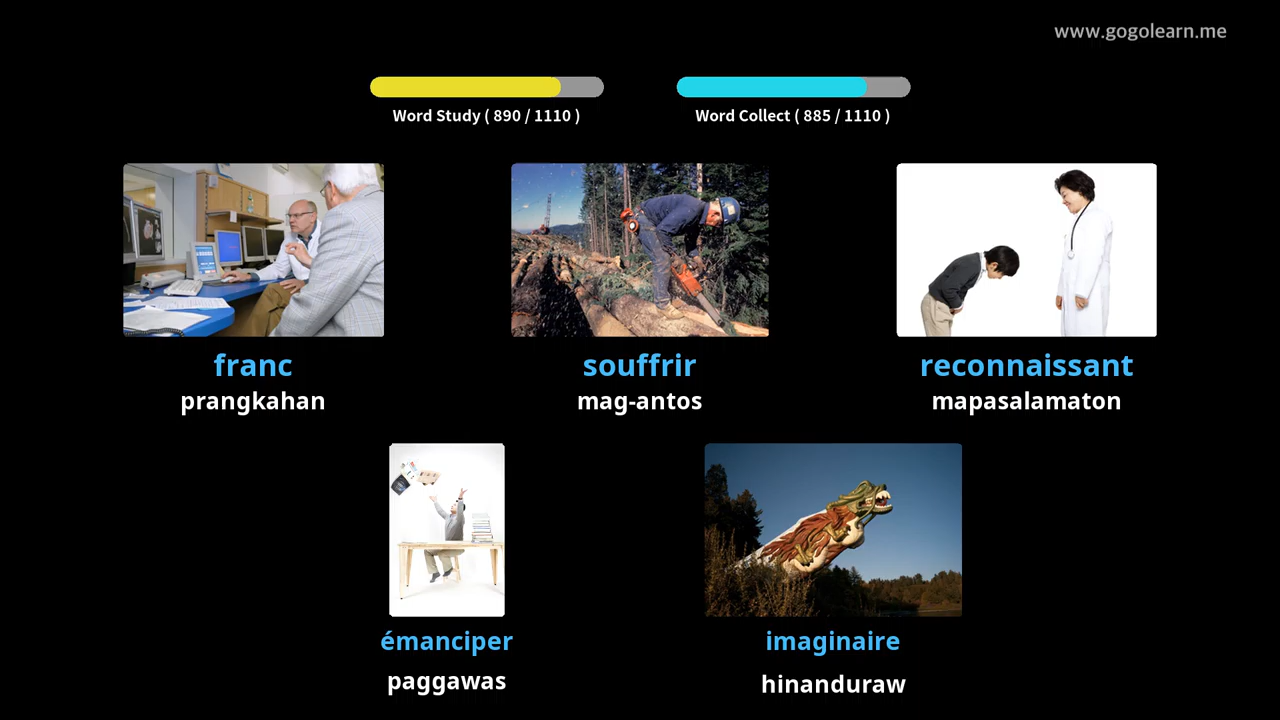 www.gogolearn.me
Word Study ( 890 / 1110 )
Word Collect ( 885 / 1110 )
franc
prangkahan
souffrir
mag-antos
reconnaissant
mapasalamaton
émanciper
paggawas
imaginaire
hinanduraw